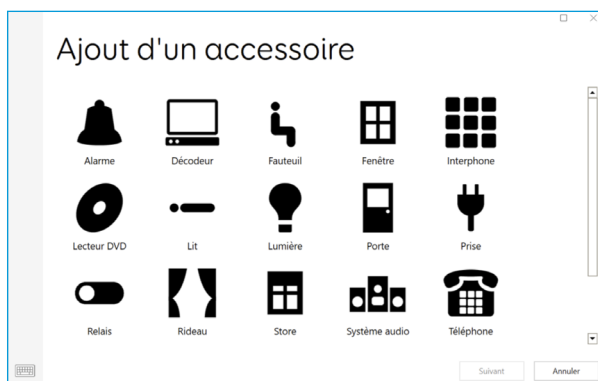 Ajout d'un accessoire
Alarme
Décodeur
Fauteuil
Fenêtre
Interphone
Lecteur DVD
Lit
Lumière
Porte
Prise
Relais
Rideau
Store
Système audio
Téléphone
Suivant
Annuler